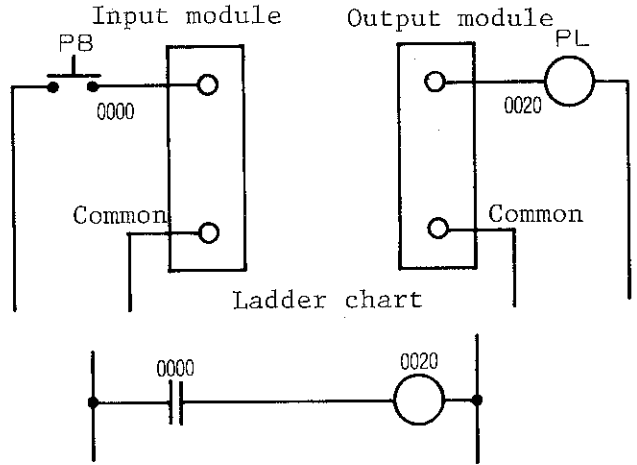 Input module
Output module
PB
PL
0000
0020
Common
Common
Ladder chart
0000
0020